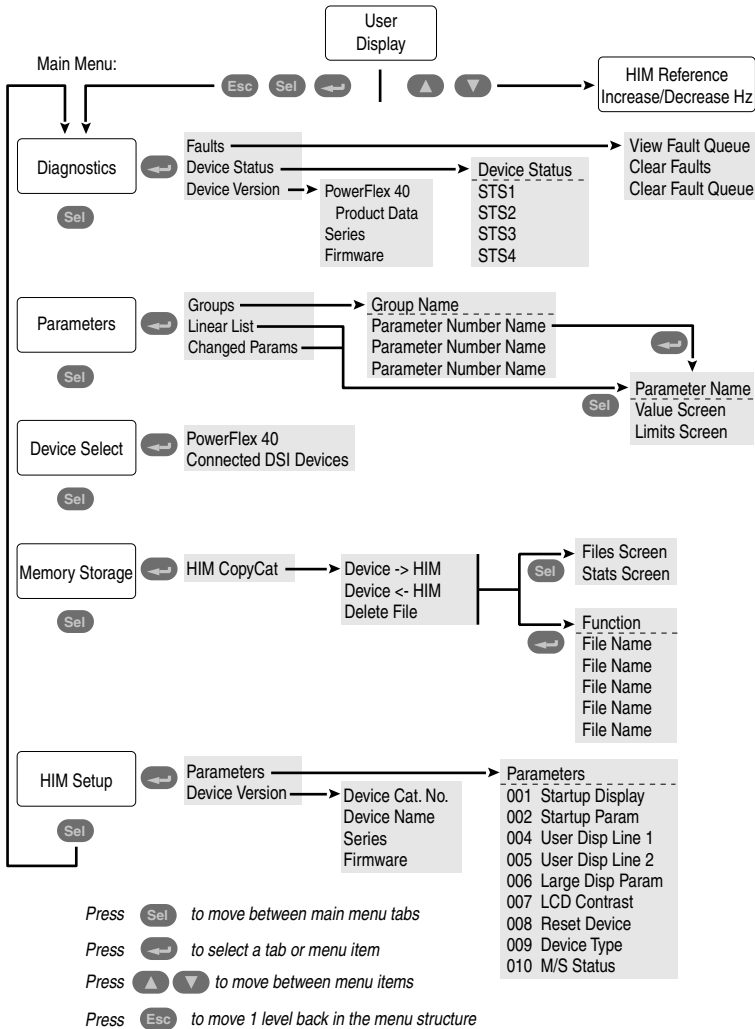 User
Display
Main Menu:
Esc Sel
HIM Reference
Increase/Decrease Hz
Diagnostics
Sel
Faults
Device Status
Device Version
PowerFlex 40
Product Data
Series
Firmware
Device Status
STS1
STS2
STS3
STS4
View Fault Queue
Clear Faults
Clear Fault Queue
Parameters
Sel
Groups
Linear List
Changed Params
Group Name
Parameter Number Name
Parameter Number Name
Parameter Number Name
Sel
Parameter Name
Value Screen
Limits Screen
Device Select
Sel
PowerFlex 40
Connected DSI Devices
Memory Storage
Sel
HIM CopyCat
Device -> HIM
Device <- HIM
Delete File
Sel
Files Screen
Stats Screen
Function
File Name
File Name
File Name
File Name
File Name
HIM Setup
Sel
Parameters
Device Version
Device Cat. No.
Device Name
Series
Firmware
Parameters
001 Startup Display
002 Startup Param
004 User Disp Line 1
005 User Disp Line 2
006 Large Disp Param
007 LCD Contrast
008 Reset Device
009 Device Type
010 M/S Status
Press Sel to move between main menu tabs
Press to select a tab or menu item
Press to move between menu items
Press Esc to move 1 level back in the menu structure